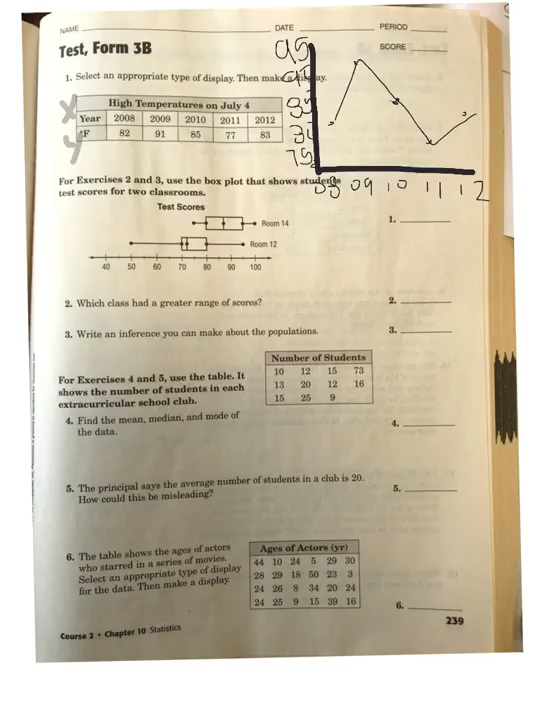 NAME DATE PERIOD
Test, Form 3B SCORE
1. Select an appropriate type of display. Then make a display.
High Temperatures on July 4
Year 2008 2009 2010 2011 2012
°F 82 91 85 77 83
x
y
95
75
08 09 10 11 12
For Exercises 2 and 3, use the box plot that shows students
test scores for two classrooms.
Test Scores
Room 14
Room 12
40 50 60 70 80 90 100
1.
2. Which class had a greater range of scores? 2.
3. Write an inference you can make about the populations. 3.
For Exercises 4 and 5, use the table. It
shows the number of students in each
extracurricular school club.
Number of Students
10 12 15 73
13 20 12 16
15 25 9
4. Find the mean, median, and mode of
the data.
4.
5. The principal says the average number of students in a club is 20.
How could this be misleading?
5.
6. The table shows the ages of actors
who starred in a series of movies.
Select an appropriate type of display
for the data. Then make a display.
Ages of Actors (yr)
44 10 24 5 29 30
28 29 18 50 23 3
24 26 8 34 20 24
24 25 9 15 39 16
6.
Course 2 • Chapter 10 Statistics
239